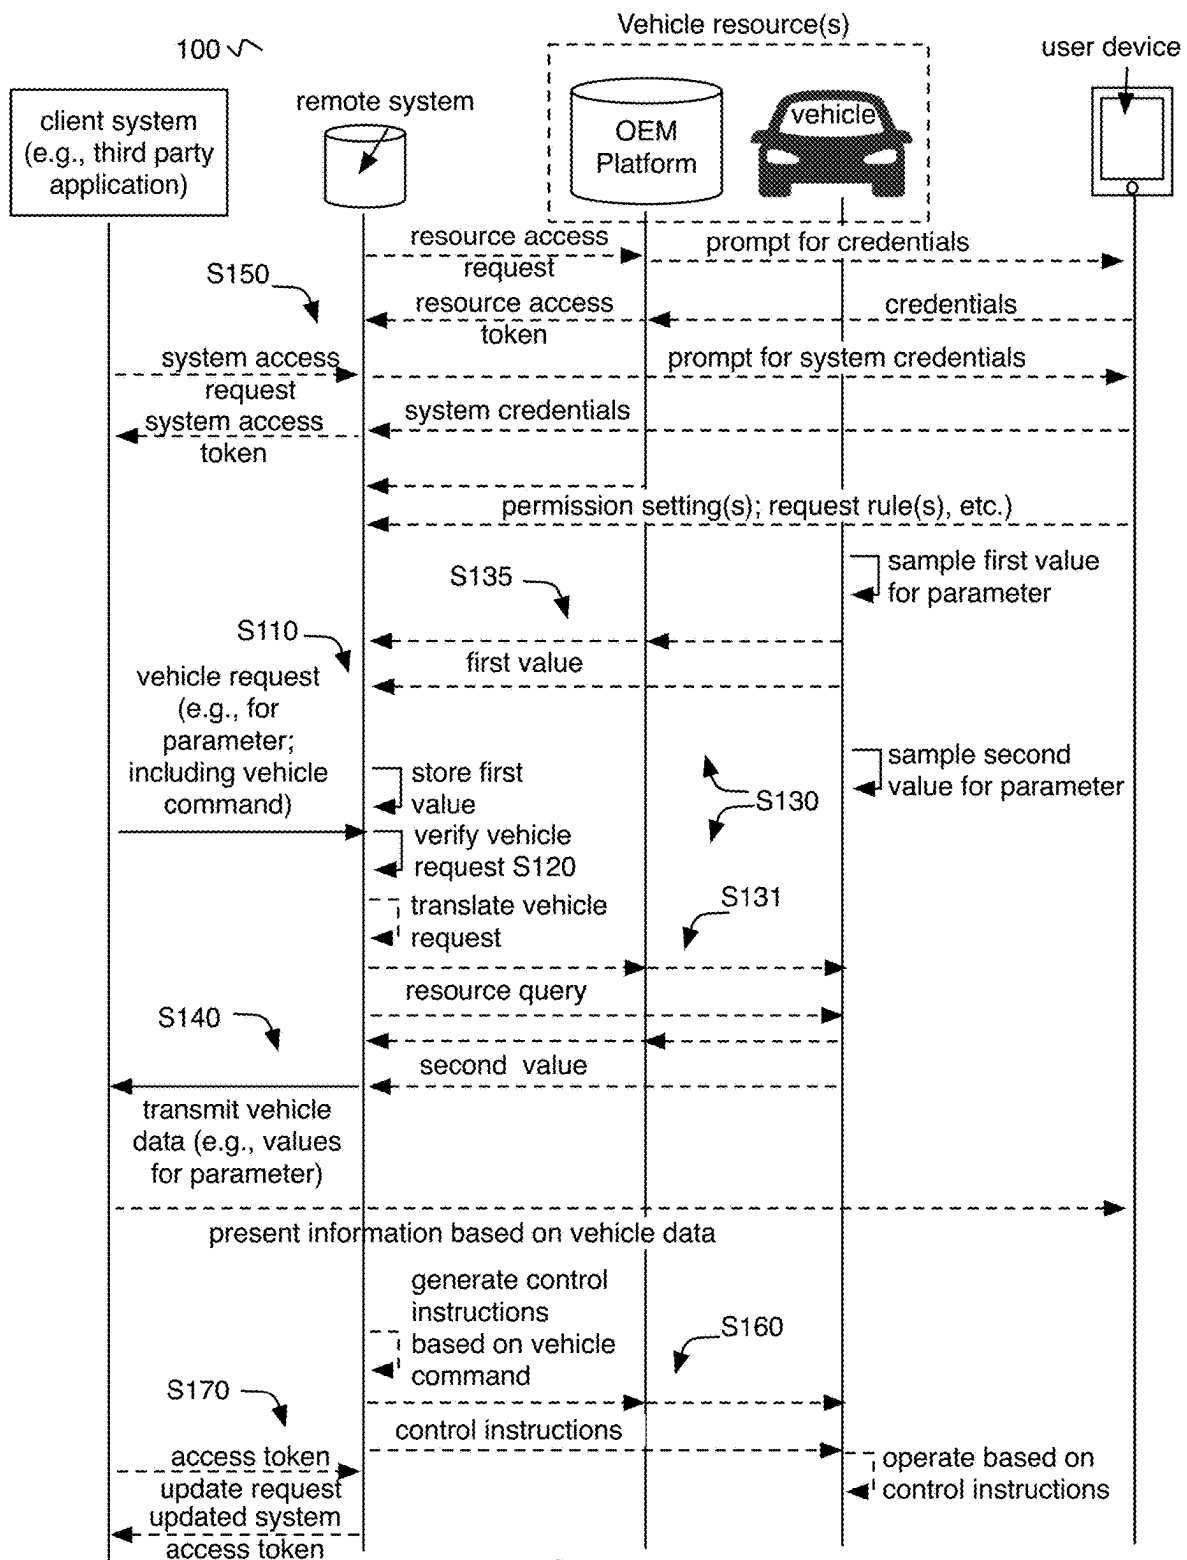 Vehicle resource(s)
100
user device
remote system
client system
(e.g., third party
application)
OEM
Platform
vehicle
resource access
request
prompt for credentials
S150
resource access
token
credentials
system access
request
prompt for system credentials
system credentials
system access
token
permission setting(s); request rule(s), etc.)
sample first value
for parameter
S135
S110
first value
vehicle request
(e.g., for
parameter;
including vehicle
command)
sample second
value for parameter
store first
value
S130
verify vehicle
request S120
S131
translate vehicle
request
resource query
S140
second value
transmit vehicle
data (e.g., values
for parameter)
present information based on vehicle data
generate control
instructions
based on vehicle
command
S160
S170
control instructions
access token
update request
operate based on
control instructions
updated system
access token